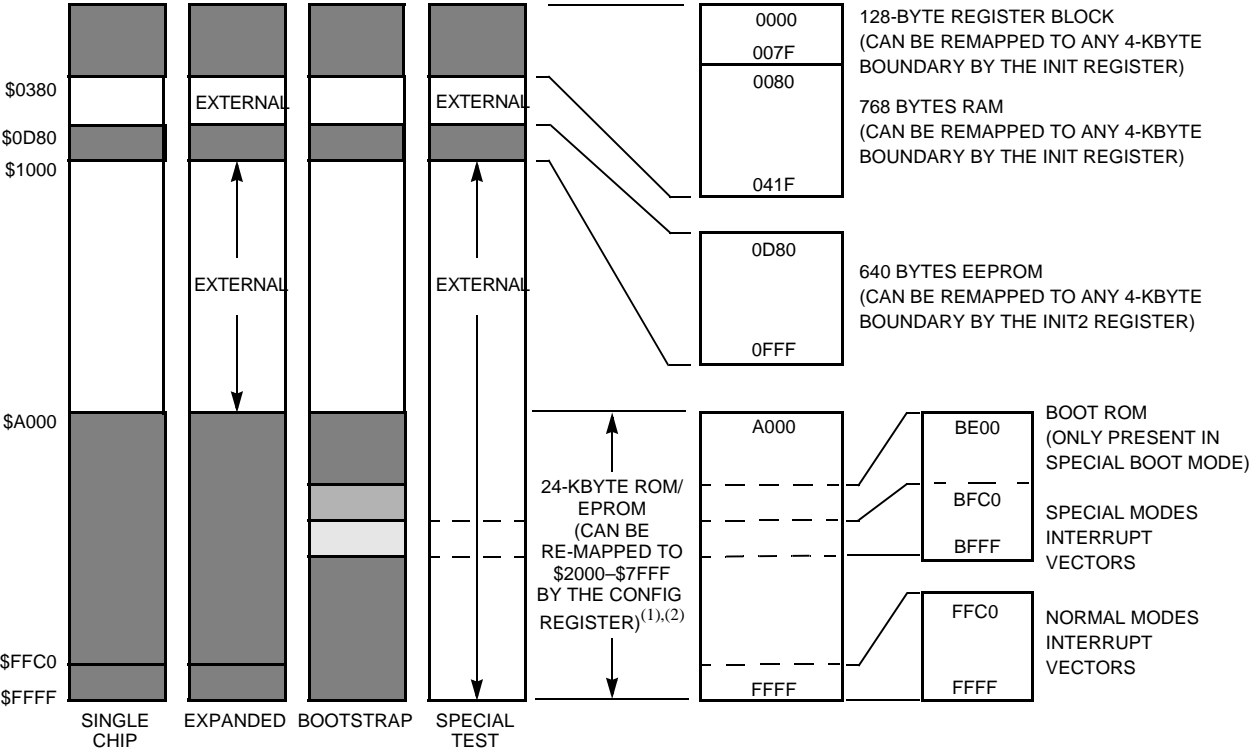 $0380
$0D80
$1000
$A000
$FFC0
$FFFF
EXTERNAL
EXTERNAL
EXTERNAL
EXTERNAL
SINGLE
CHIP
EXPANDED
BOOTSTRAP
SPECIAL
TEST
24-KBYTE ROM/
EPROM
(CAN BE
RE-MAPPED TO
$2000–$7FFF
BY THE CONFIG
REGISTER)(1),(2)
0000
007F
0080
041F
128-BYTE REGISTER BLOCK
(CAN BE REMAPPED TO ANY 4-KBYTE
BOUNDARY BY THE INIT REGISTER)
768 BYTES RAM
(CAN BE REMAPPED TO ANY 4-KBYTE
BOUNDARY BY THE INIT REGISTER)
0D80
0FFF
640 BYTES EEPROM
(CAN BE REMAPPED TO ANY 4-KBYTE
BOUNDARY BY THE INIT2 REGISTER)
A000
FFFF
BE00
BFC0
BFFF
BOOT ROM
(ONLY PRESENT IN
SPECIAL BOOT MODE)
SPECIAL MODES
INTERRUPT
VECTORS
FFC0
FFFF
NORMAL MODES
INTERRUPT
VECTORS